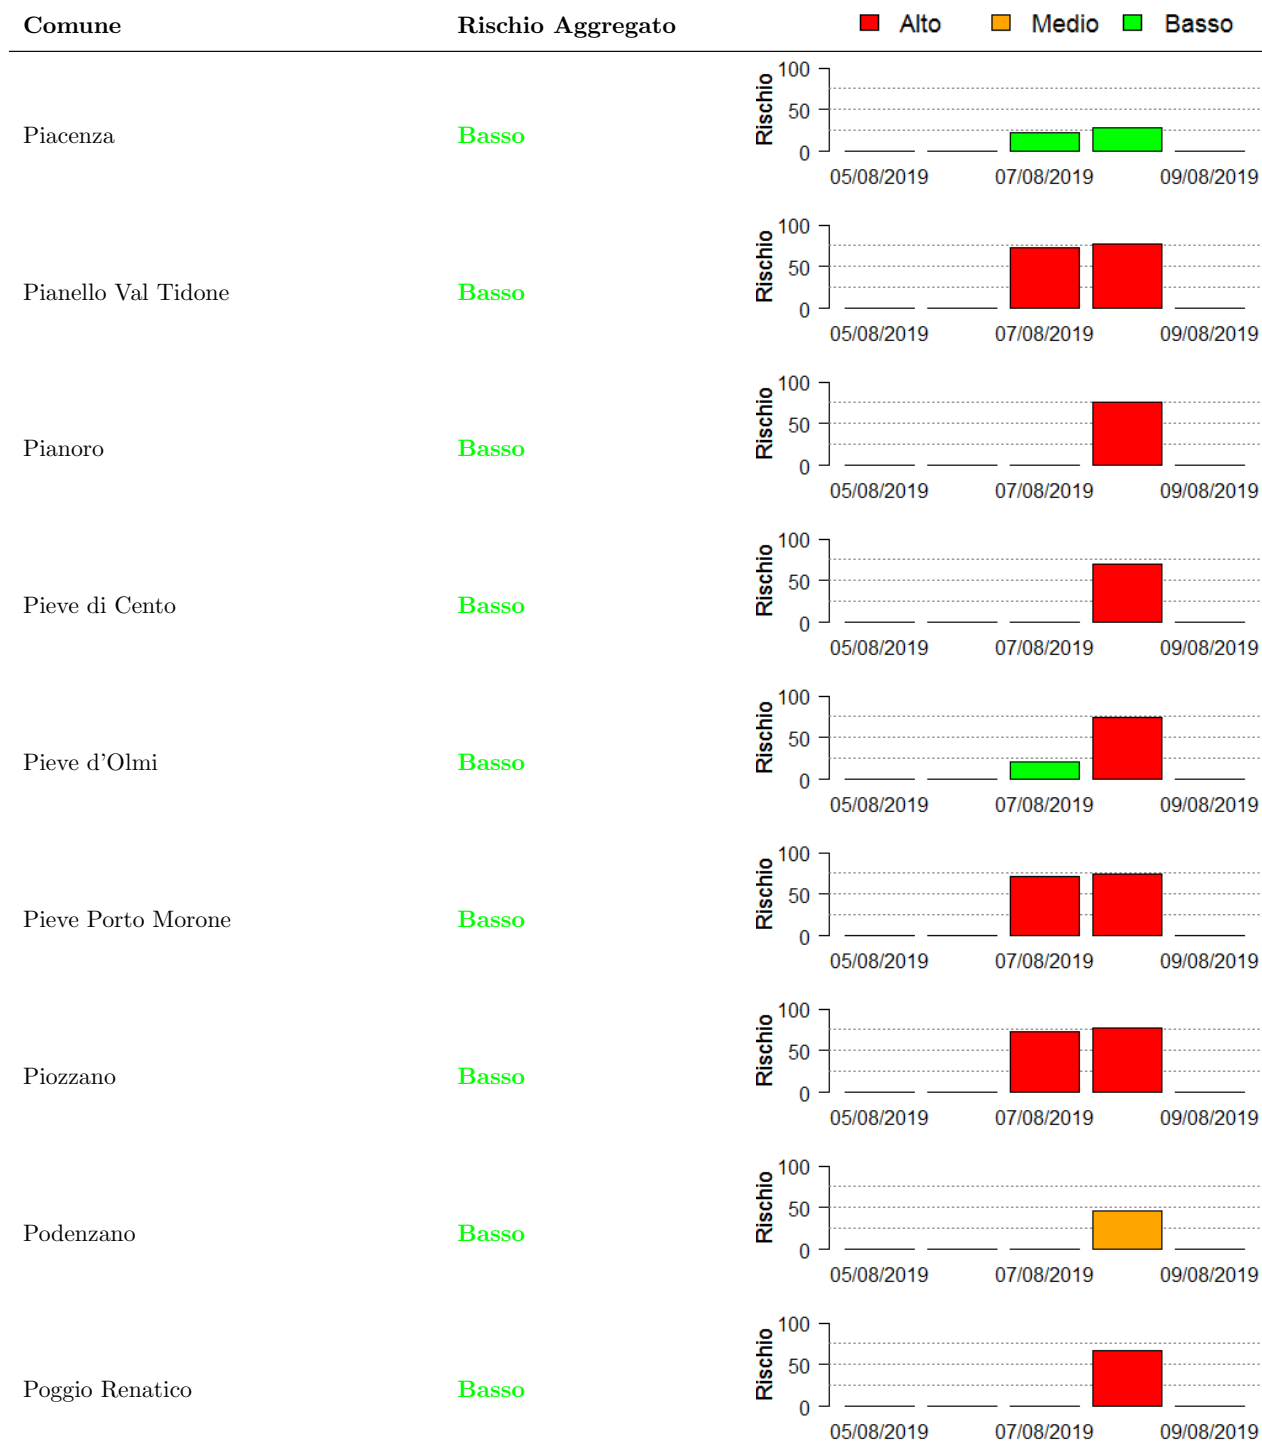 Comune Rischio Aggregato Alto Medio Basso
Piacenza Basso
Rischio
100
50
0
05/08/2019 07/08/2019 09/08/2019
Pianello Val Tidone Basso
Rischio
100
50
0
05/08/2019 07/08/2019 09/08/2019
Pianoro Basso
Rischio
100
50
0
05/08/2019 07/08/2019 09/08/2019
Pieve di Cento Basso
Rischio
100
50
0
05/08/2019 07/08/2019 09/08/2019
Pieve d'Olmi Basso
Rischio
100
50
0
05/08/2019 07/08/2019 09/08/2019
Pieve Porto Morone Basso
Rischio
100
50
0
05/08/2019 07/08/2019 09/08/2019
Piozzano Basso
Rischio
100
50
0
05/08/2019 07/08/2019 09/08/2019
Podenzano Basso
Rischio
100
50
0
05/08/2019 07/08/2019 09/08/2019
Poggio Renatico Basso
Rischio
100
50
0
05/08/2019 07/08/2019 09/08/2019